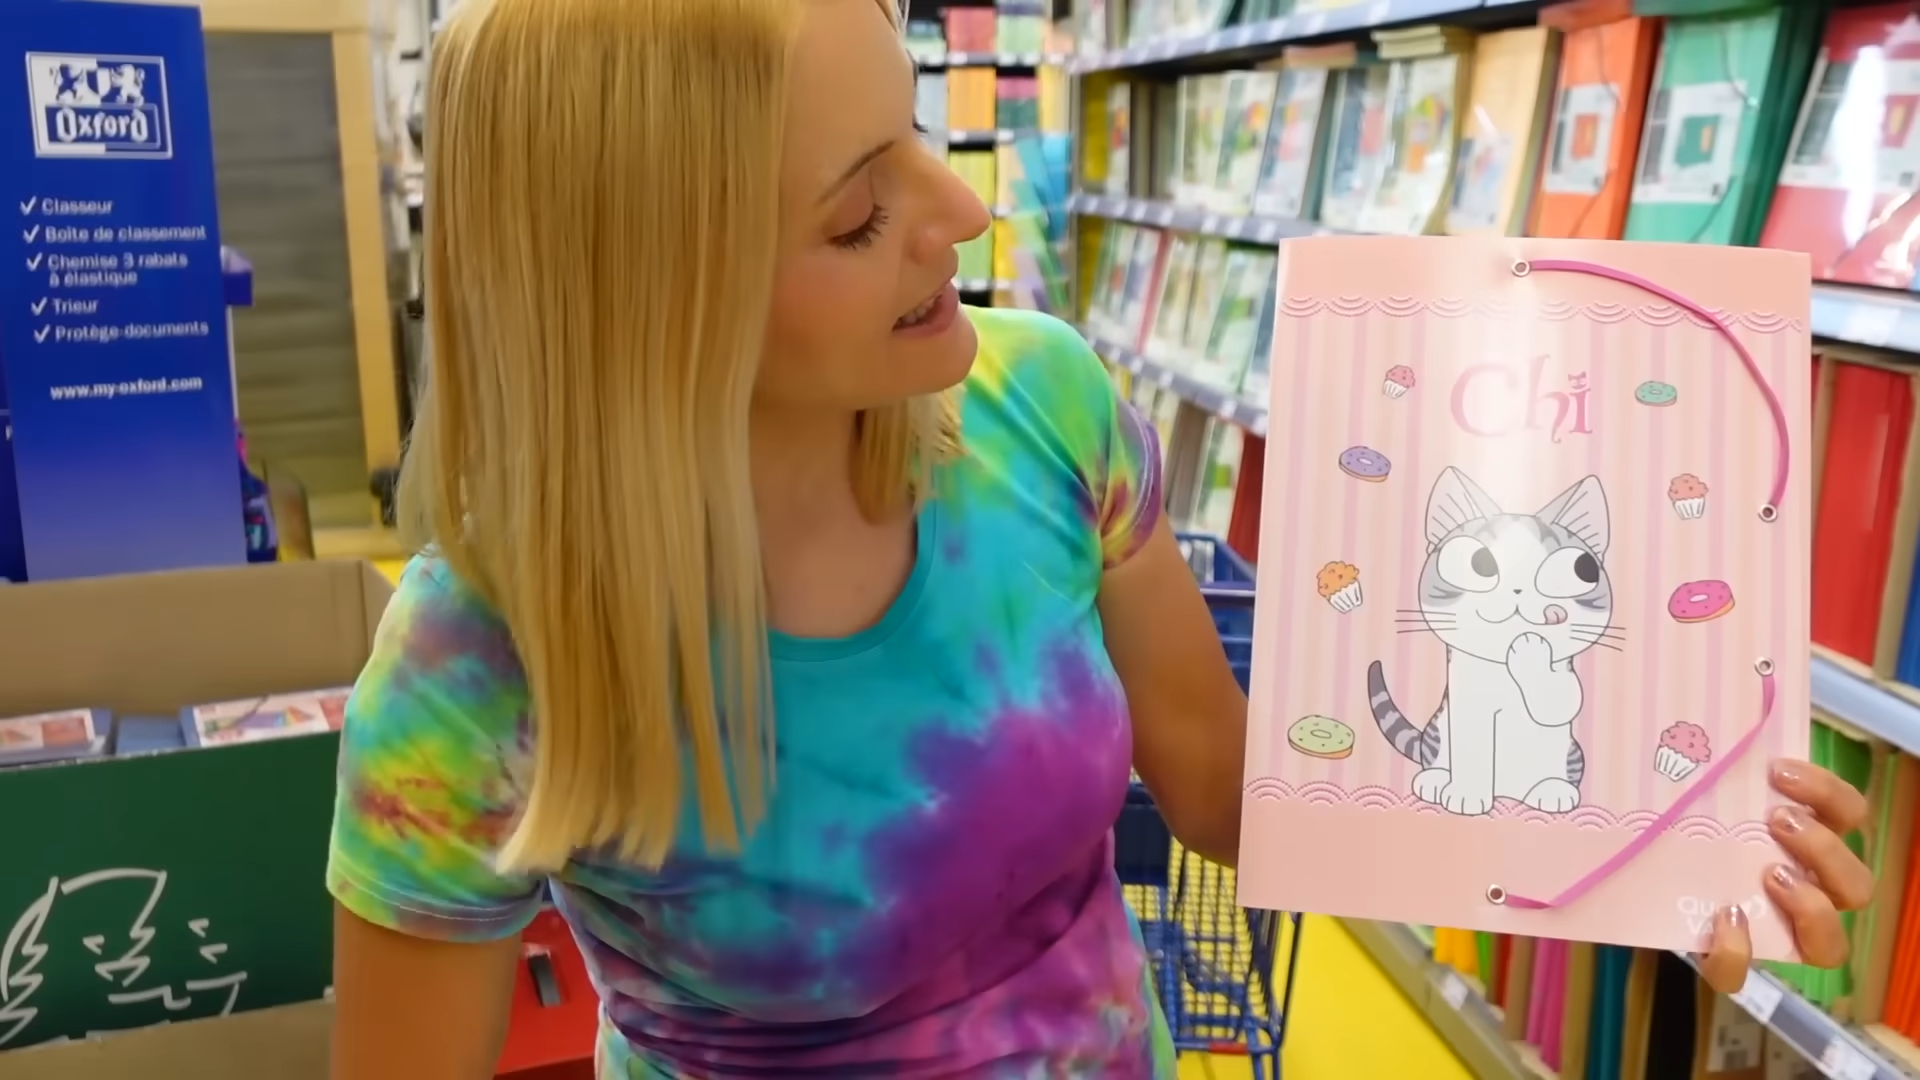 Oxford
✓ Classeur
✓ Boîte de classement
✓ Chemise 3 rabats
à élastique
✓ Trieur
✓ Protège-documents
www.my-oxford.com
Chi